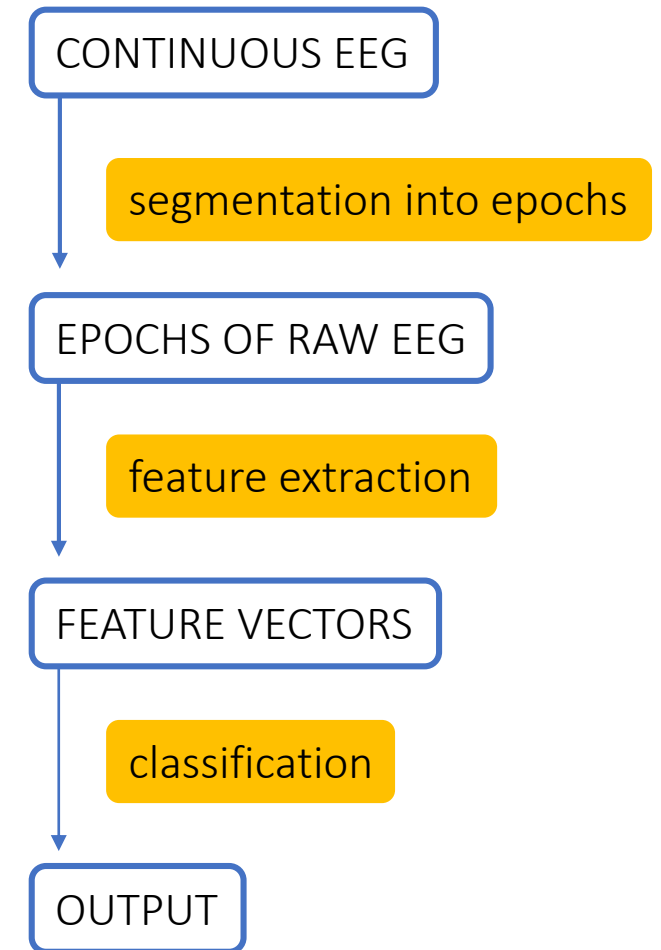 CONTINUOUS EEG
segmentation into epochs
EPOCHS OF RAW EEG
feature extraction
FEATURE VECTORS
classification
OUTPUT